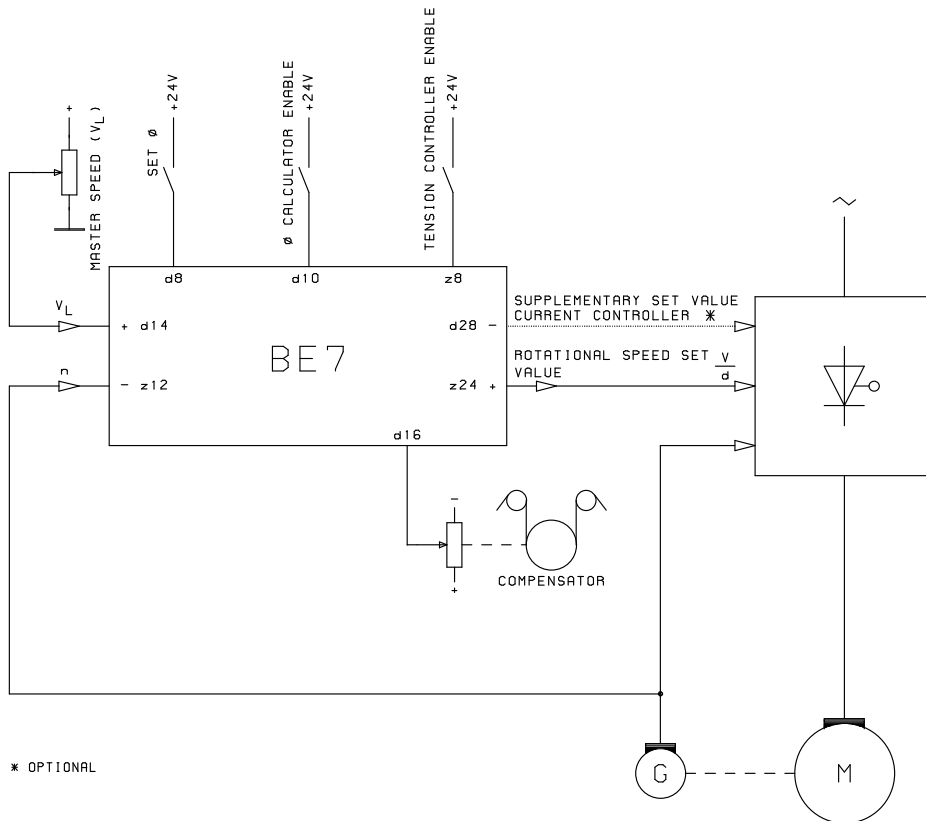 +
MASTER SPEED (VL)
SET ø
+24V
ø CALCULATOR ENABLE
+24V
TENSION CONTROLLER ENABLE
+24V
~
d8
d10
z8
VL
+ d14
d28 -
SUPPLEMENTARY SET VALUE
CURRENT CONTROLLER *
BE7
n
- z12
z24 +
ROTATIONAL SPEED SET
VALUE
V
d
d16
-
+
COMPENSATOR
G
M
* OPTIONAL